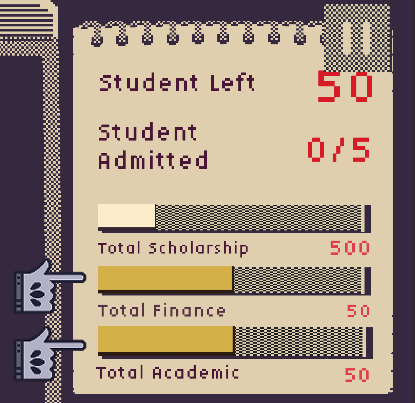 Student Left 50
Student
Admitted 0/5
Total Scholarship 500
Total Finance 50
Total Academic 50